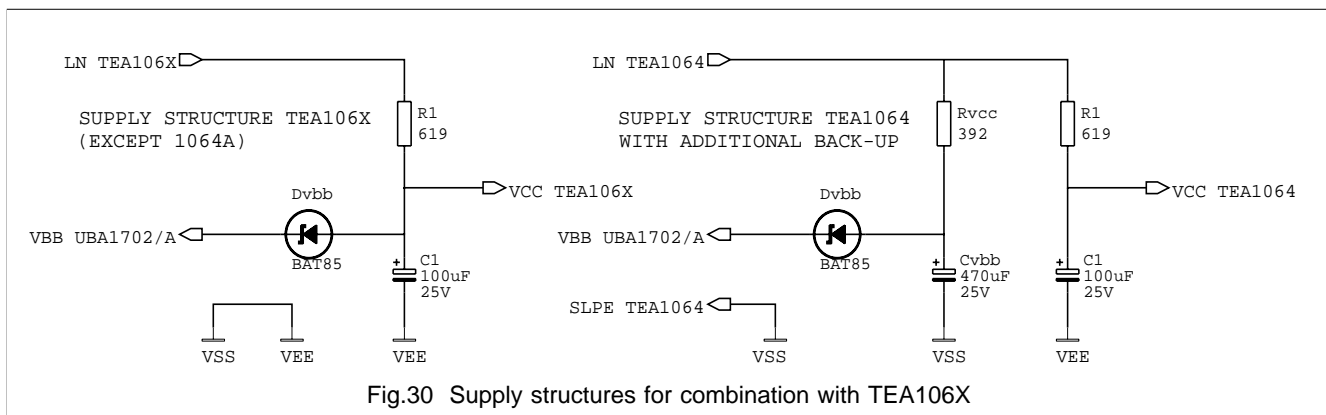 LN TEA106X
SUPPLY STRUCTURE TEA106X
(EXCEPT 1064A)
R1
619
VCC TEA106X
Dvbb
VBB UBA1702/A
BAT85
+
C1
100uF
25V
VSS
VEE
VEE
LN TEA1064
SUPPLY STRUCTURE TEA1064
WITH ADDITIONAL BACK-UP
Rvcc
392
R1
619
VCC TEA1064
Dvbb
VBB UBA1702/A
BAT85
+
Cvbb
470uF
25V
+
C1
100uF
25V
SLPE TEA1064
VSS
VSS
VEE
Fig.30 Supply structures for combination with TEA106X